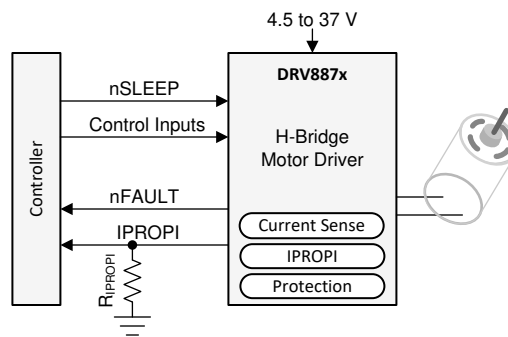 4.5 to 37 V
DRV887x
nSLEEP
Control Inputs
H-Bridge
Motor Driver
Controller
nFAULT
IPROPI
Current Sense
IPROPI
Protection
RIPROPI